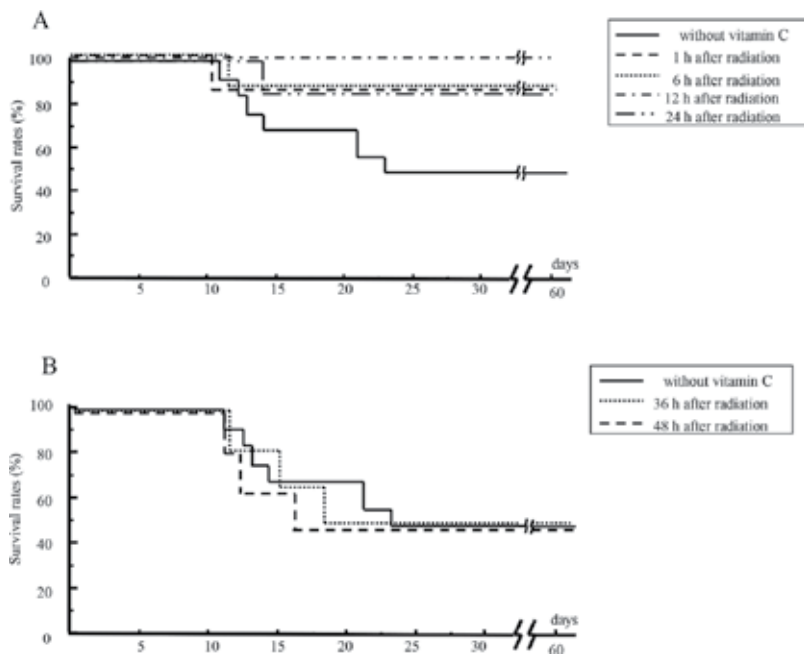 A
without vitamin C
1 h after radiation
6 h after radiation
12 h after radiation
24 h after radiation
Survival rates (%)
100
80
60
40
20
0
5 10 15 20 25 30 60
days
B
without vitamin C
36 h after radiation
48 h after radiation
Survival rates (%)
100
80
60
40
20
0
5 10 15 20 25 30 60
days